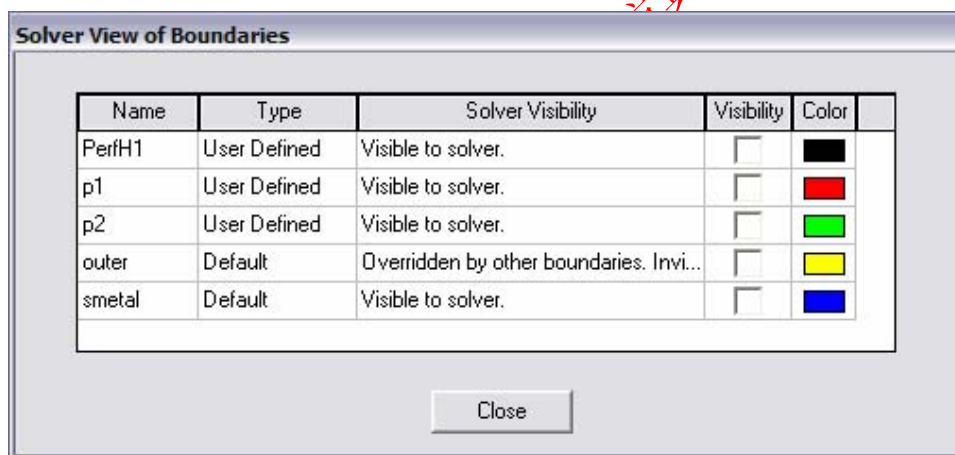 Solver View of Boundaries
Name Type Solver Visibility Visibility Color
PerfH1 User Defined Visible to solver.
p1 User Defined Visible to solver.
p2 User Defined Visible to solver.
outer Default Overridden by other boundaries. Invi...
smetal Default Visible to solver.
Close